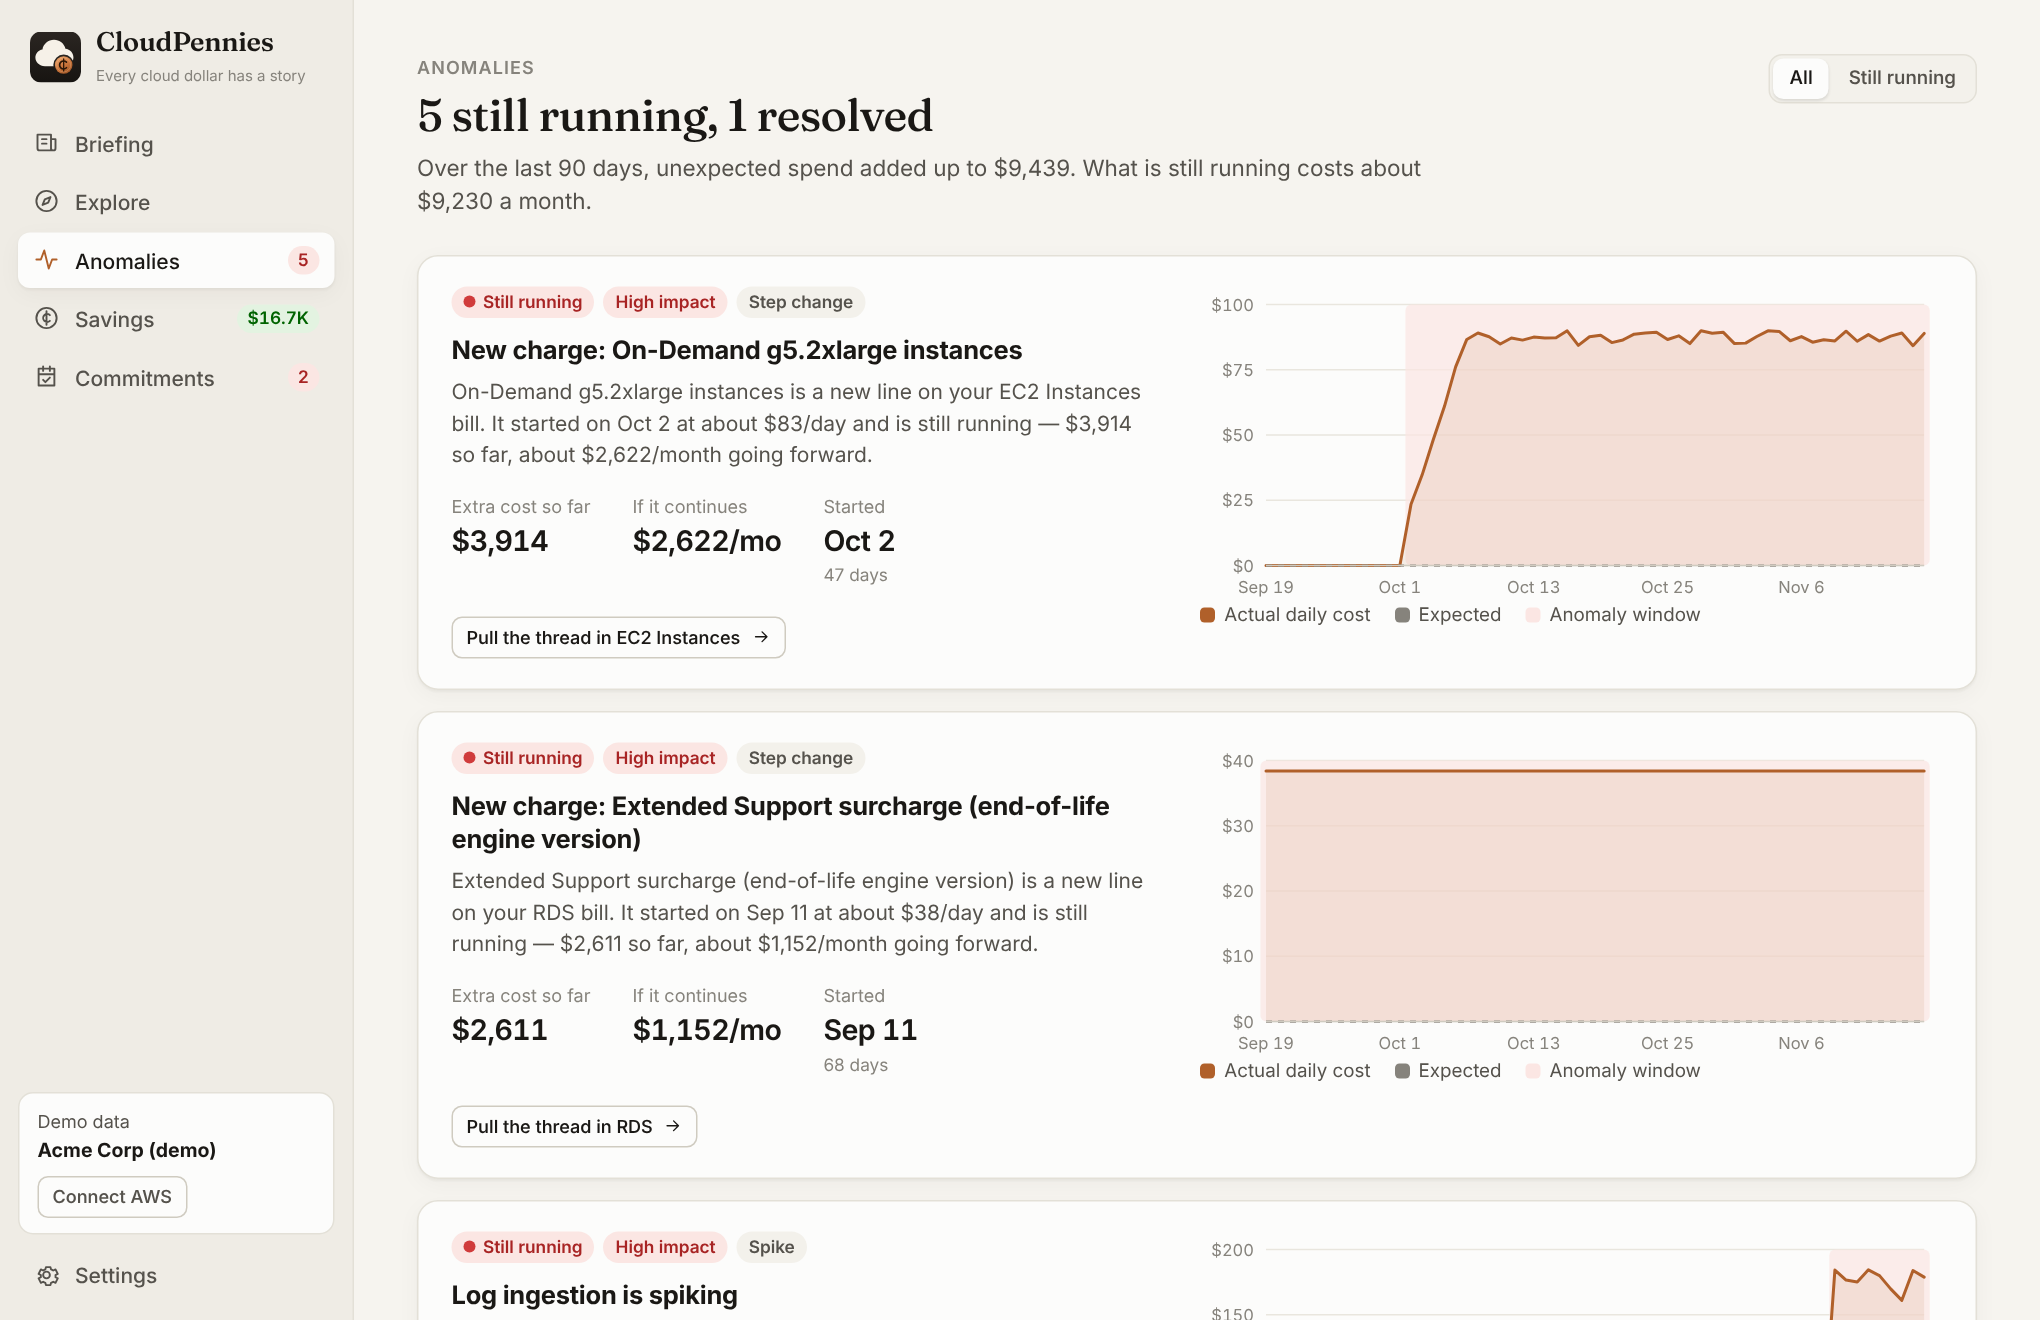 CloudPennies
Every cloud dollar has a story
Briefing
Explore
Anomalies 5
Savings $16.7K
Commitments 2
Demo data
Acme Corp (demo)
Connect AWS
Settings
ANOMALIES
5 still running, 1 resolved
Over the last 90 days, unexpected spend added up to $9,439. What is still running costs about
$9,230 a month.
All Still running
Still running High impact Step change
New charge: On-Demand g5.2xlarge instances
On-Demand g5.2xlarge instances is a new line on your EC2 Instances
bill. It started on Oct 2 at about $83/day and is still running — $3,914
so far, about $2,622/month going forward.
Extra cost so far If it continues Started
$3,914 $2,622/mo Oct 2
47 days
Pull the thread in EC2 Instances →
$100
$75
$50
$25
$0
Sep 19 Oct 1 Oct 13 Oct 25 Nov 6
Actual daily cost Expected Anomaly window
Still running High impact Step change
New charge: Extended Support surcharge (end-of-life
engine version)
Extended Support surcharge (end-of-life engine version) is a new line
on your RDS bill. It started on Sep 11 at about $38/day and is still
running — $2,611 so far, about $1,152/month going forward.
Extra cost so far If it continues Started
$2,611 $1,152/mo Sep 11
68 days
Pull the thread in RDS →
$40
$30
$20
$10
$0
Sep 19 Oct 1 Oct 13 Oct 25 Nov 6
Actual daily cost Expected Anomaly window
Still running High impact Spike
Log ingestion is spiking
$200
$150